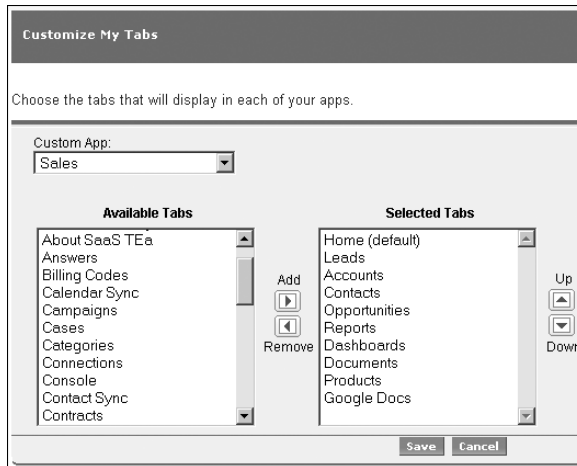 Customize My Tabs
Choose the tabs that will display in each of your apps.
Custom App:
Sales
Available Tabs
About SaaS TEa
Answers
Billing Codes
Calendar Sync
Campaigns
Cases
Categories
Connections
Console
Contact Sync
Contracts
Add
Remove
Selected Tabs
Home (default)
Leads
Accounts
Contacts
Opportunities
Reports
Dashboards
Documents
Products
Google Docs
Up
Down
Save Cancel